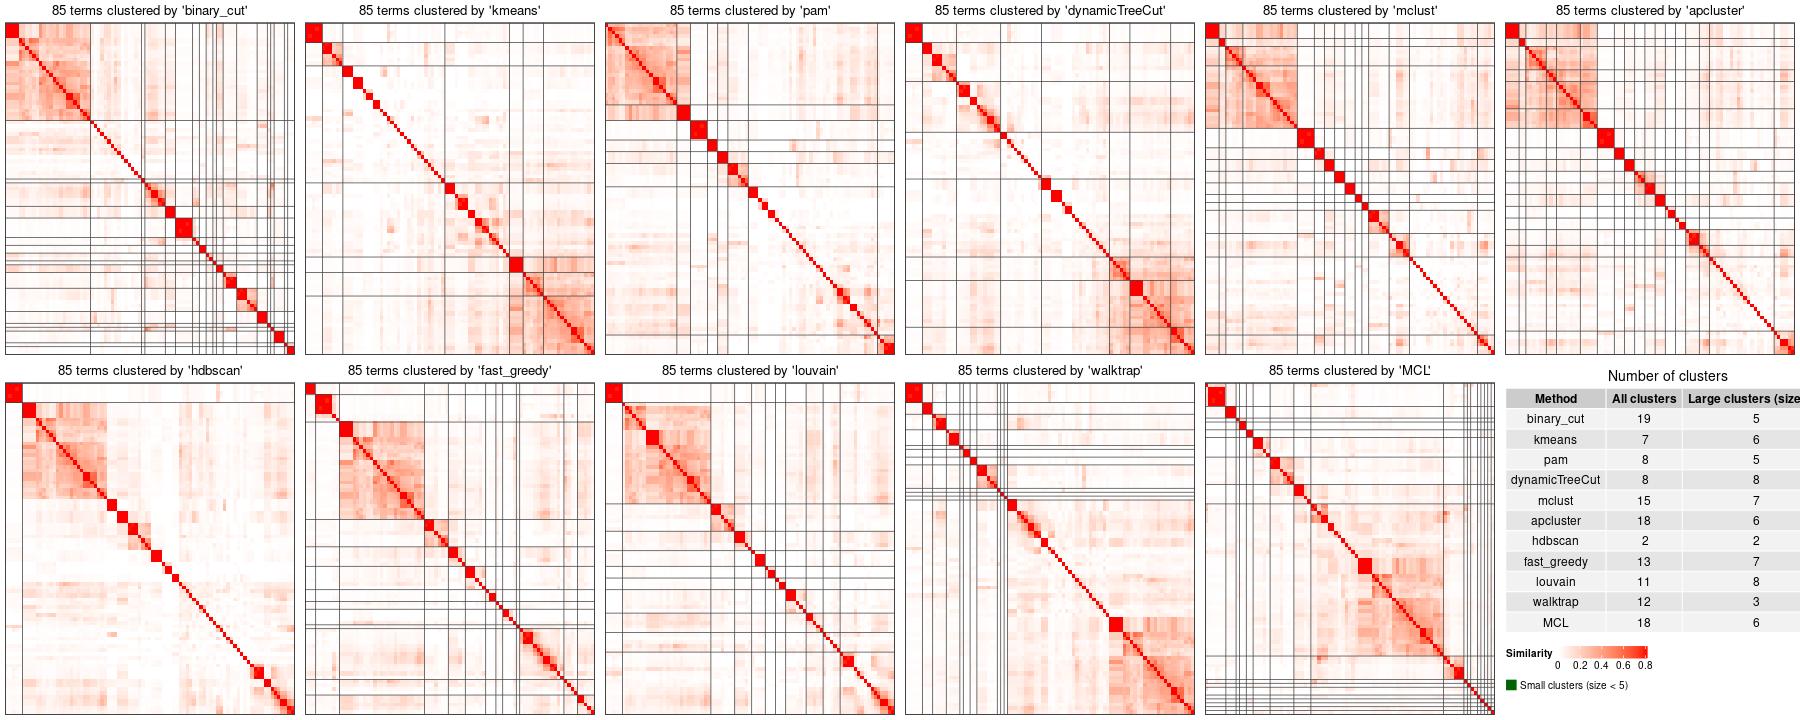 85 terms clustered by 'binary_cut'
85 terms clustered by 'kmeans'
85 terms clustered by 'pam'
85 terms clustered by 'dynamicTreeCut'
85 terms clustered by 'mclust'
85 terms clustered by 'apcluster'
85 terms clustered by 'hdbscan'
85 terms clustered by 'fast_greedy'
85 terms clustered by 'louvain'
85 terms clustered by 'walktrap'
85 terms clustered by 'MCL'
Number of clusters
Method All clusters Large clusters (size
binary_cut 19 5
kmeans 7 6
pam 8 5
dynamicTreeCut 8 8
mclust 15 7
apcluster 18 6
hdbscan 2 2
fast_greedy 13 7
louvain 11 8
walktrap 12 3
MCL 18 6
Similarity
0 0.2 0.4 0.6 0.8
Small clusters (size < 5)